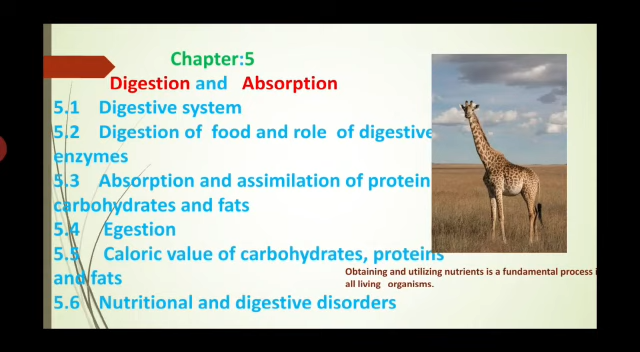 Chapter:5
Digestion and Absorption
5.1 Digestive system
5.2 Digestion of food and role of digestive
enzymes
5.3 Absorption and assimilation of protein
carbohydrates and fats
5.4 Egestion
5.5 Caloric value of carbohydrates, proteins
and fats
5.6 Nutritional and digestive disorders
Obtaining and utilizing nutrients is a fundamental process
all living organisms.